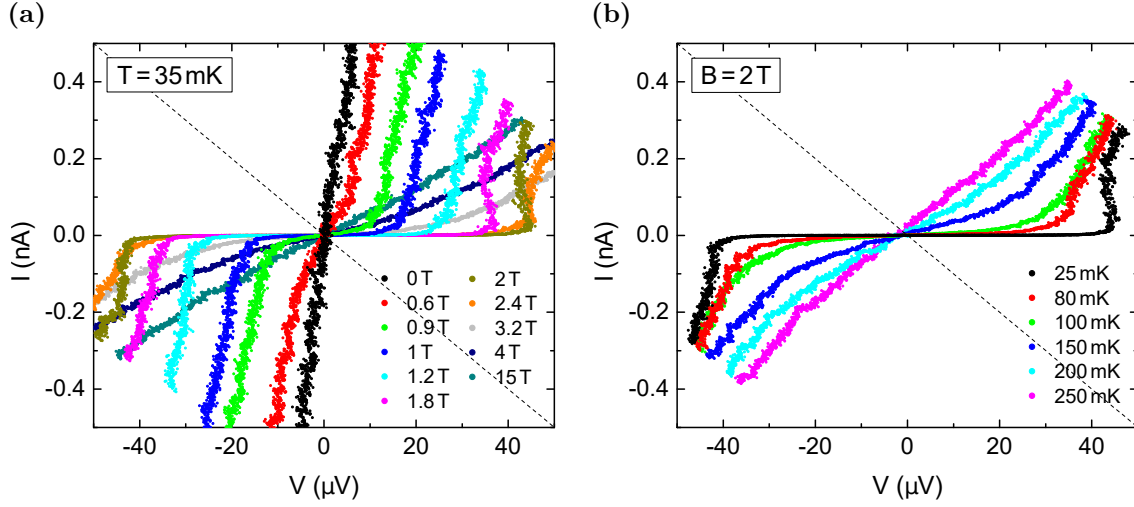 (a)
T = 35 mK
I (nA)
0.4
0.2
0.0
-0.2
-0.4
0 T
0.6 T
0.9 T
1 T
1.2 T
1.8 T
2 T
2.4 T
3.2 T
4 T
15 T
-40 -20 0 20 40
V (µV)
(b)
B = 2 T
I (nA)
0.4
0.2
0.0
-0.2
-0.4
25 mK
80 mK
100 mK
150 mK
200 mK
250 mK
-40 -20 0 20 40
V (µV)